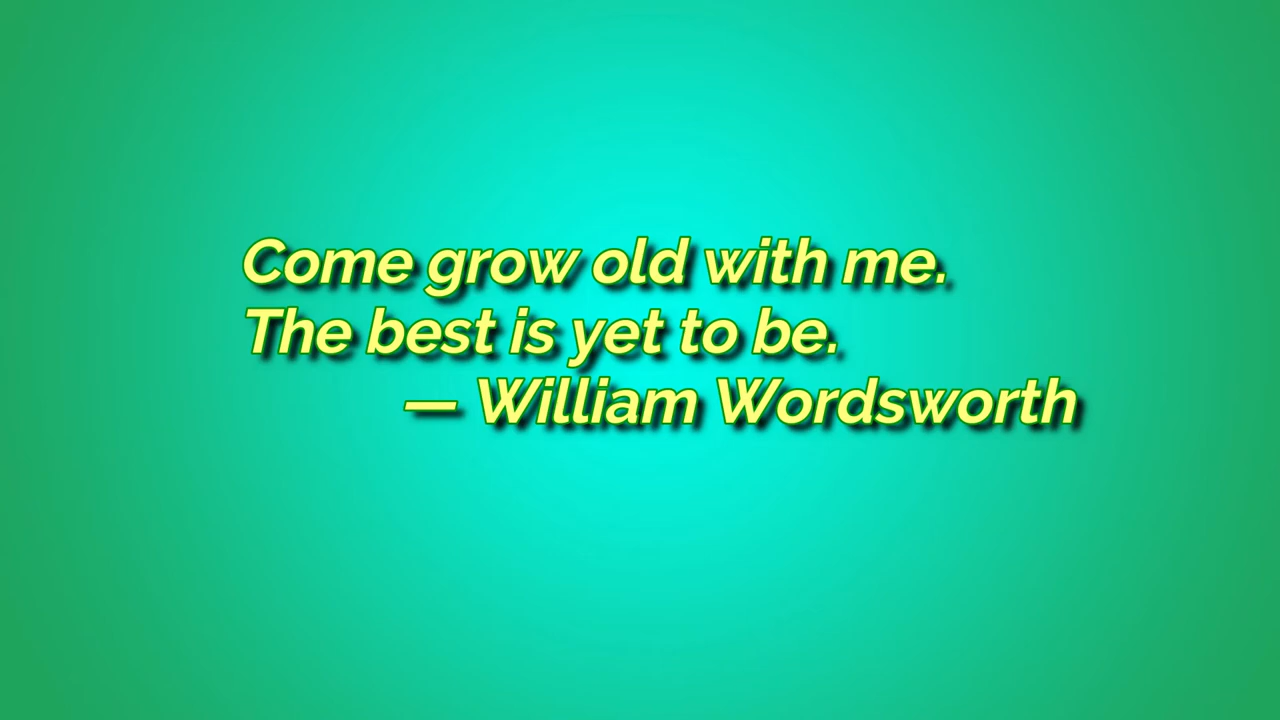 Come grow old with me.
The best is yet to be.
— William Wordsworth